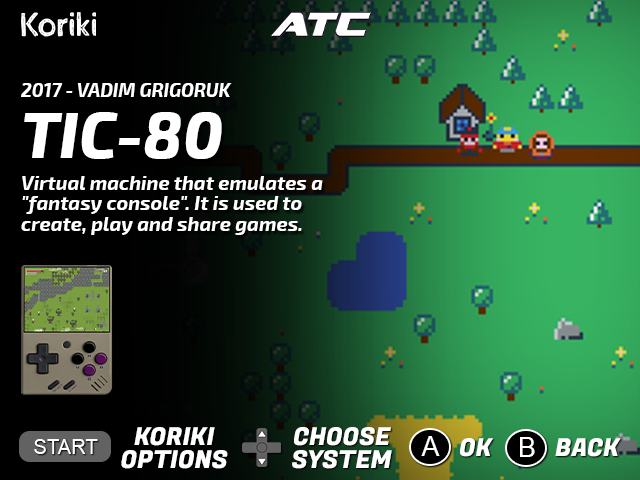 Koriki
ATC
2017 - VADIM GRIGORUK
TIC-80
Virtual machine that emulates a
"fantasy console". It is used to
create, play and share games.
START
KORIKI
OPTIONS
CHOOSE
SYSTEM
A
OK
B
BACK